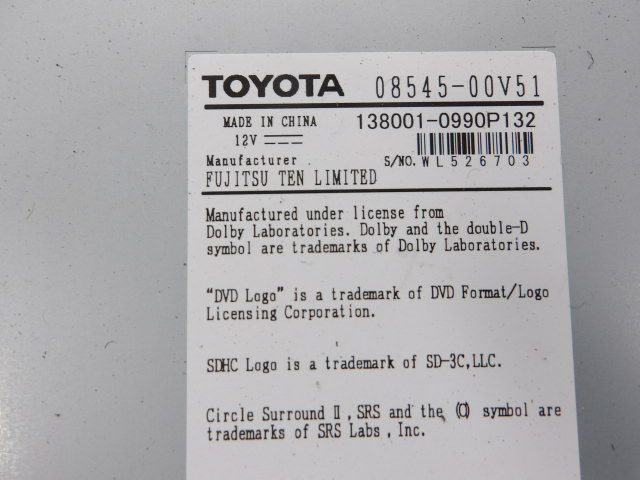 TOYOTA 08545-00V51
MADE IN CHINA 138001-0990P132
12V
Manufacturer S/NO. WL526703
FUJITSU TEN LIMITED
Manufactured under license from
Dolby Laboratories. Dolby and the double-D
symbol are trademarks of Dolby Laboratories.
“DVD Logo” is a trademark of DVD Format/Logo
Licensing Corporation.
SDHC Logo is a trademark of SD-3C,LLC.
Circle Surround Ⅱ, SRS and the (O) symbol are
trademarks of SRS Labs , Inc.